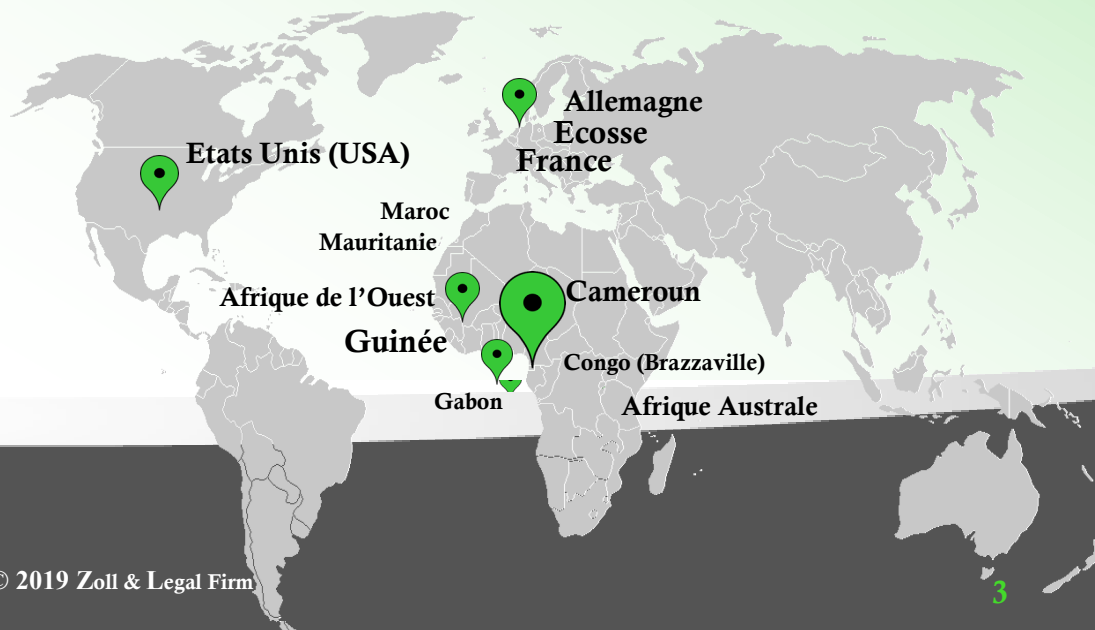 Allemagne
Ecosse
Etats Unis (USA)
France
Maroc
Mauritanie
Afrique de l’Ouest
Cameroun
Guinée
Congo (Brazzaville)
Gabon
Afrique Australe
© 2019 Zoll & Legal Firm
3